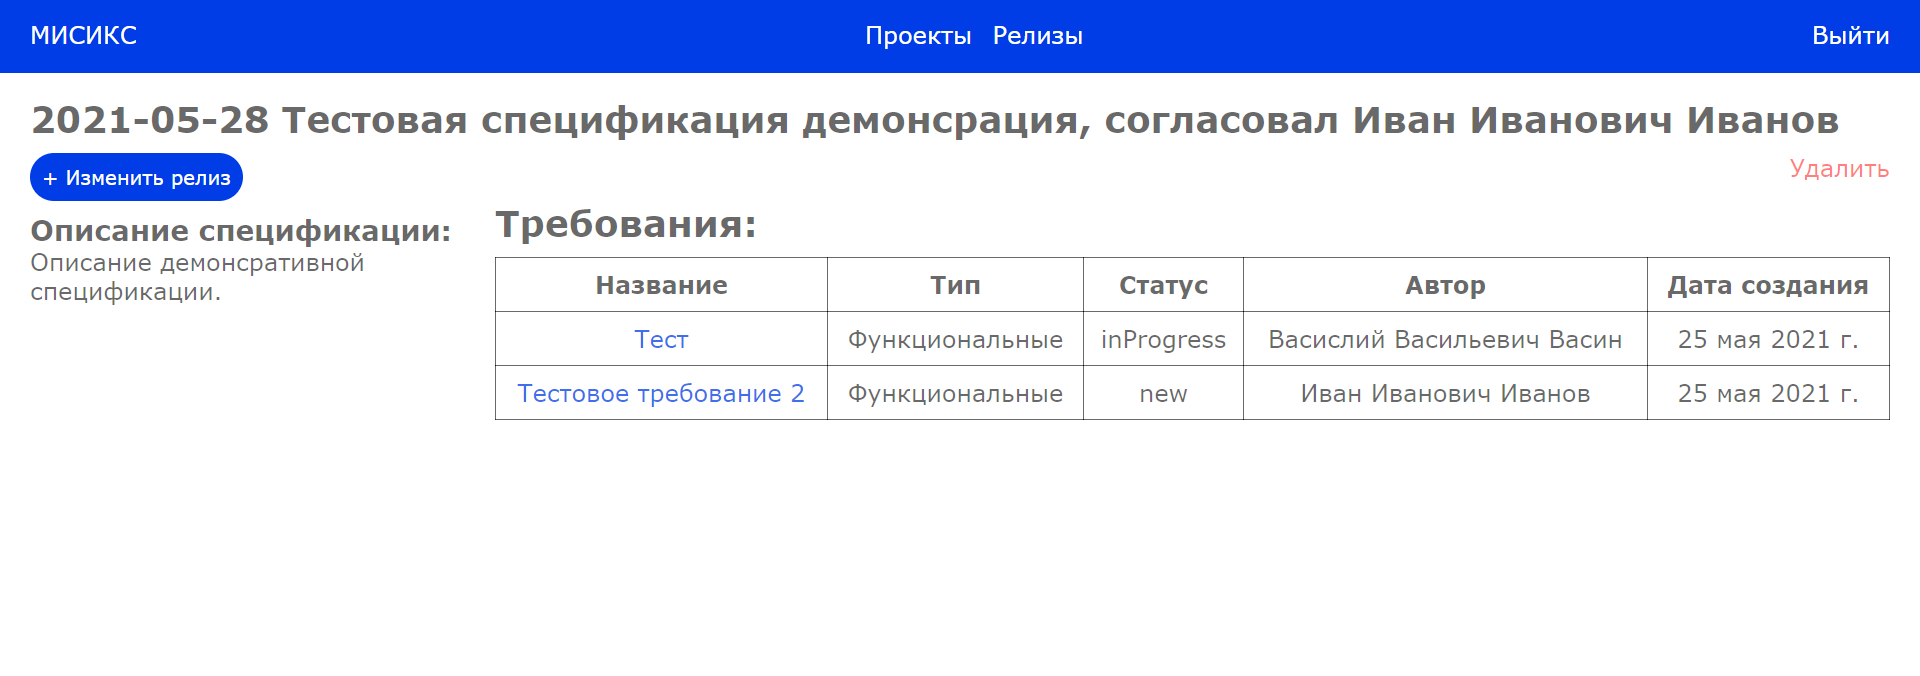 МИСИКС Проекты Релизы Выйти
2021-05-28 Тестовая спецификация демонсрация, согласовал Иван Иванович Иванов
+ Изменить релиз Удалить
Описание спецификации:
Описание демонсративной
спецификации.
Требования:
Название Тип Статус Автор Дата создания
Тест Функциональные inProgress Васислий Васильевич Васин 25 мая 2021 г.
Тестовое требование 2 Функциональные new Иван Иванович Иванов 25 мая 2021 г.